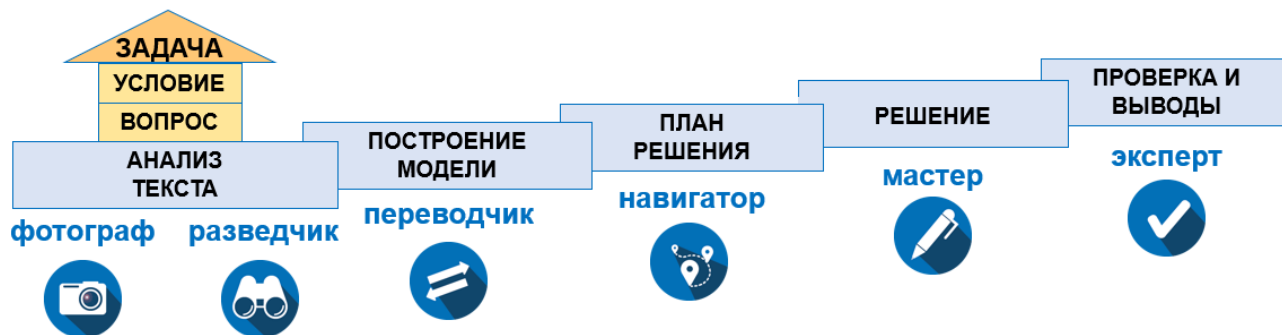 ЗАДАЧА
УСЛОВИЕ
ВОПРОС
АНАЛИЗ
ТЕКСТА
фотограф
разведчик
ПОСТРОЕНИЕ
МОДЕЛИ
переводчик
ПЛАН
РЕШЕНИЯ
навигатор
РЕШЕНИЕ
мастер
ПРОВЕРКА И
ВЫВОДЫ
эксперт